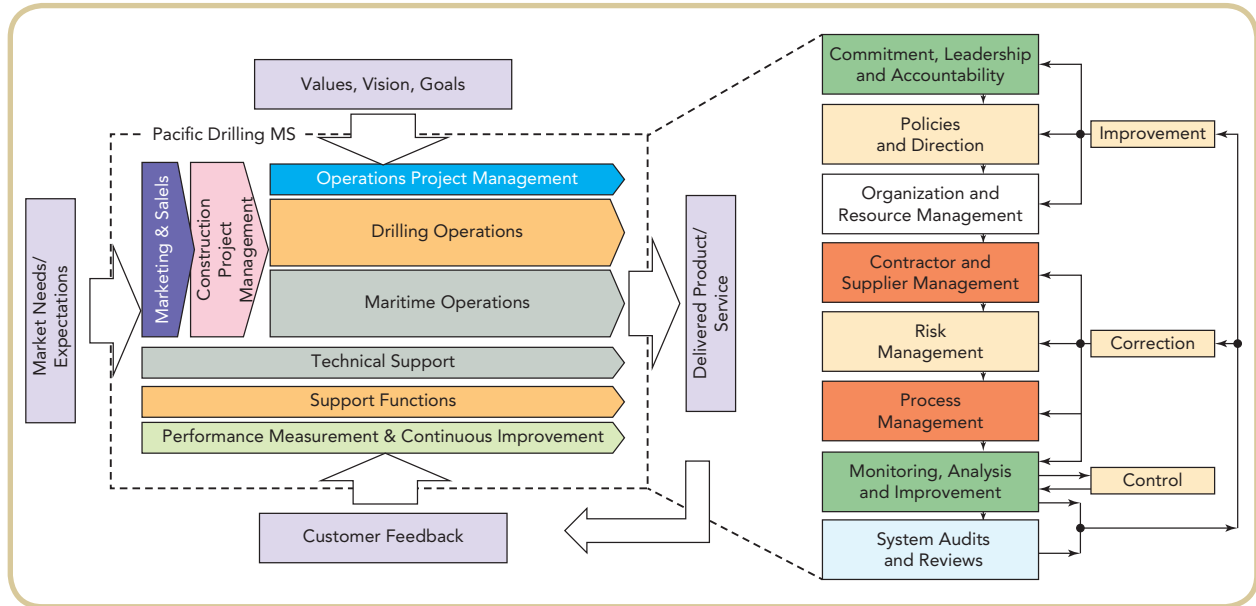 Values, Vision, Goals
Pacific Drilling MS
Market Needs/
Expectations
Marketing & Salels
Construction
Project
Management
Operations Project Management
Drilling Operations
Maritime Operations
Technical Support
Support Functions
Performance Measurement & Continuous Improvement
Customer Feedback
Delivered Product/
Service
Commitment, Leadership
and Accountability
Policies
and Direction
Organization and
Resource Management
Contractor and
Supplier Management
Risk
Management
Process
Management
Monitoring, Analysis
and Improvement
System Audits
and Reviews
Improvement
Correction
Control